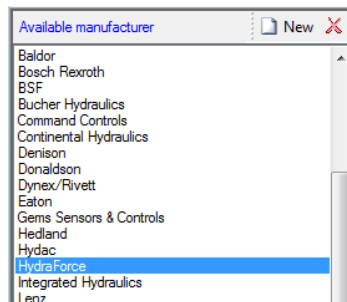 Available manufacturer New
Baldor
Bosch Rexroth
BSF
Bucher Hydraulics
Command Controls
Continental Hydraulics
Denison
Donaldson
Dynex/Rivett
Eaton
Gems Sensors & Controls
Hedland
Hydac
HydraForce
Integrated Hydraulics
Lenz